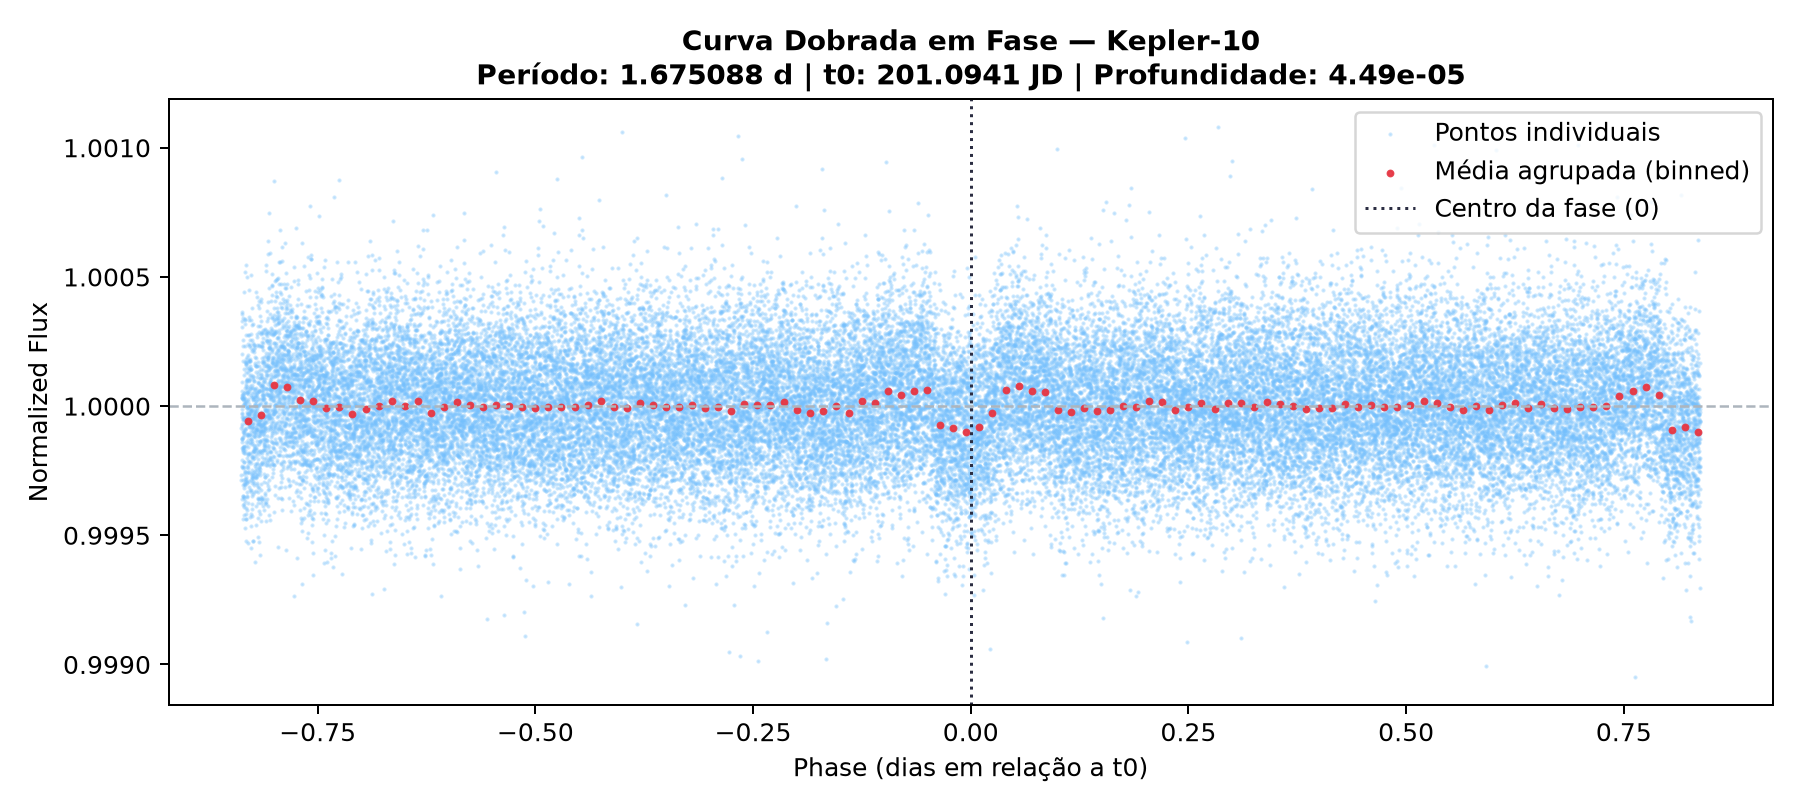 Curva Dobrada em Fase — Kepler-10
Período: 1.675088 d | t0: 201.0941 JD | Profundidade: 4.49e-05
Pontos individuais
Média agrupada (binned)
Centro da fase (0)
Normalized Flux
1.0010
1.0005
1.0000
0.9995
0.9990
−0.75
−0.50
−0.25
0.00
0.25
0.50
0.75
Phase (dias em relação a t0)